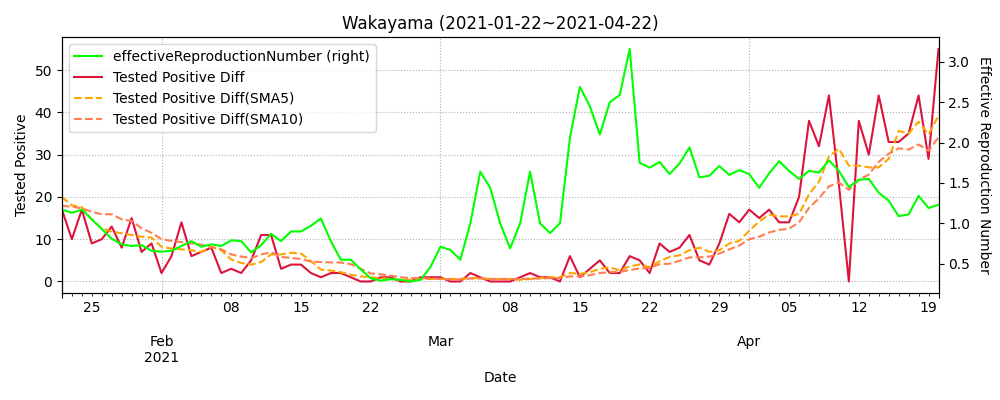 Wakayama (2021-01-22~2021-04-22)
effectiveReproductionNumber (right)
Tested Positive Diff
Tested Positive Diff(SMA5)
Tested Positive Diff(SMA10)
Tested Positive
50
40
30
20
10
0
Effective Reproduction Number
3.0
2.5
2.0
1.5
1.0
0.5
25 08 15 22 08 15 22 29 05 12 19
Feb Mar Apr
2021
Date